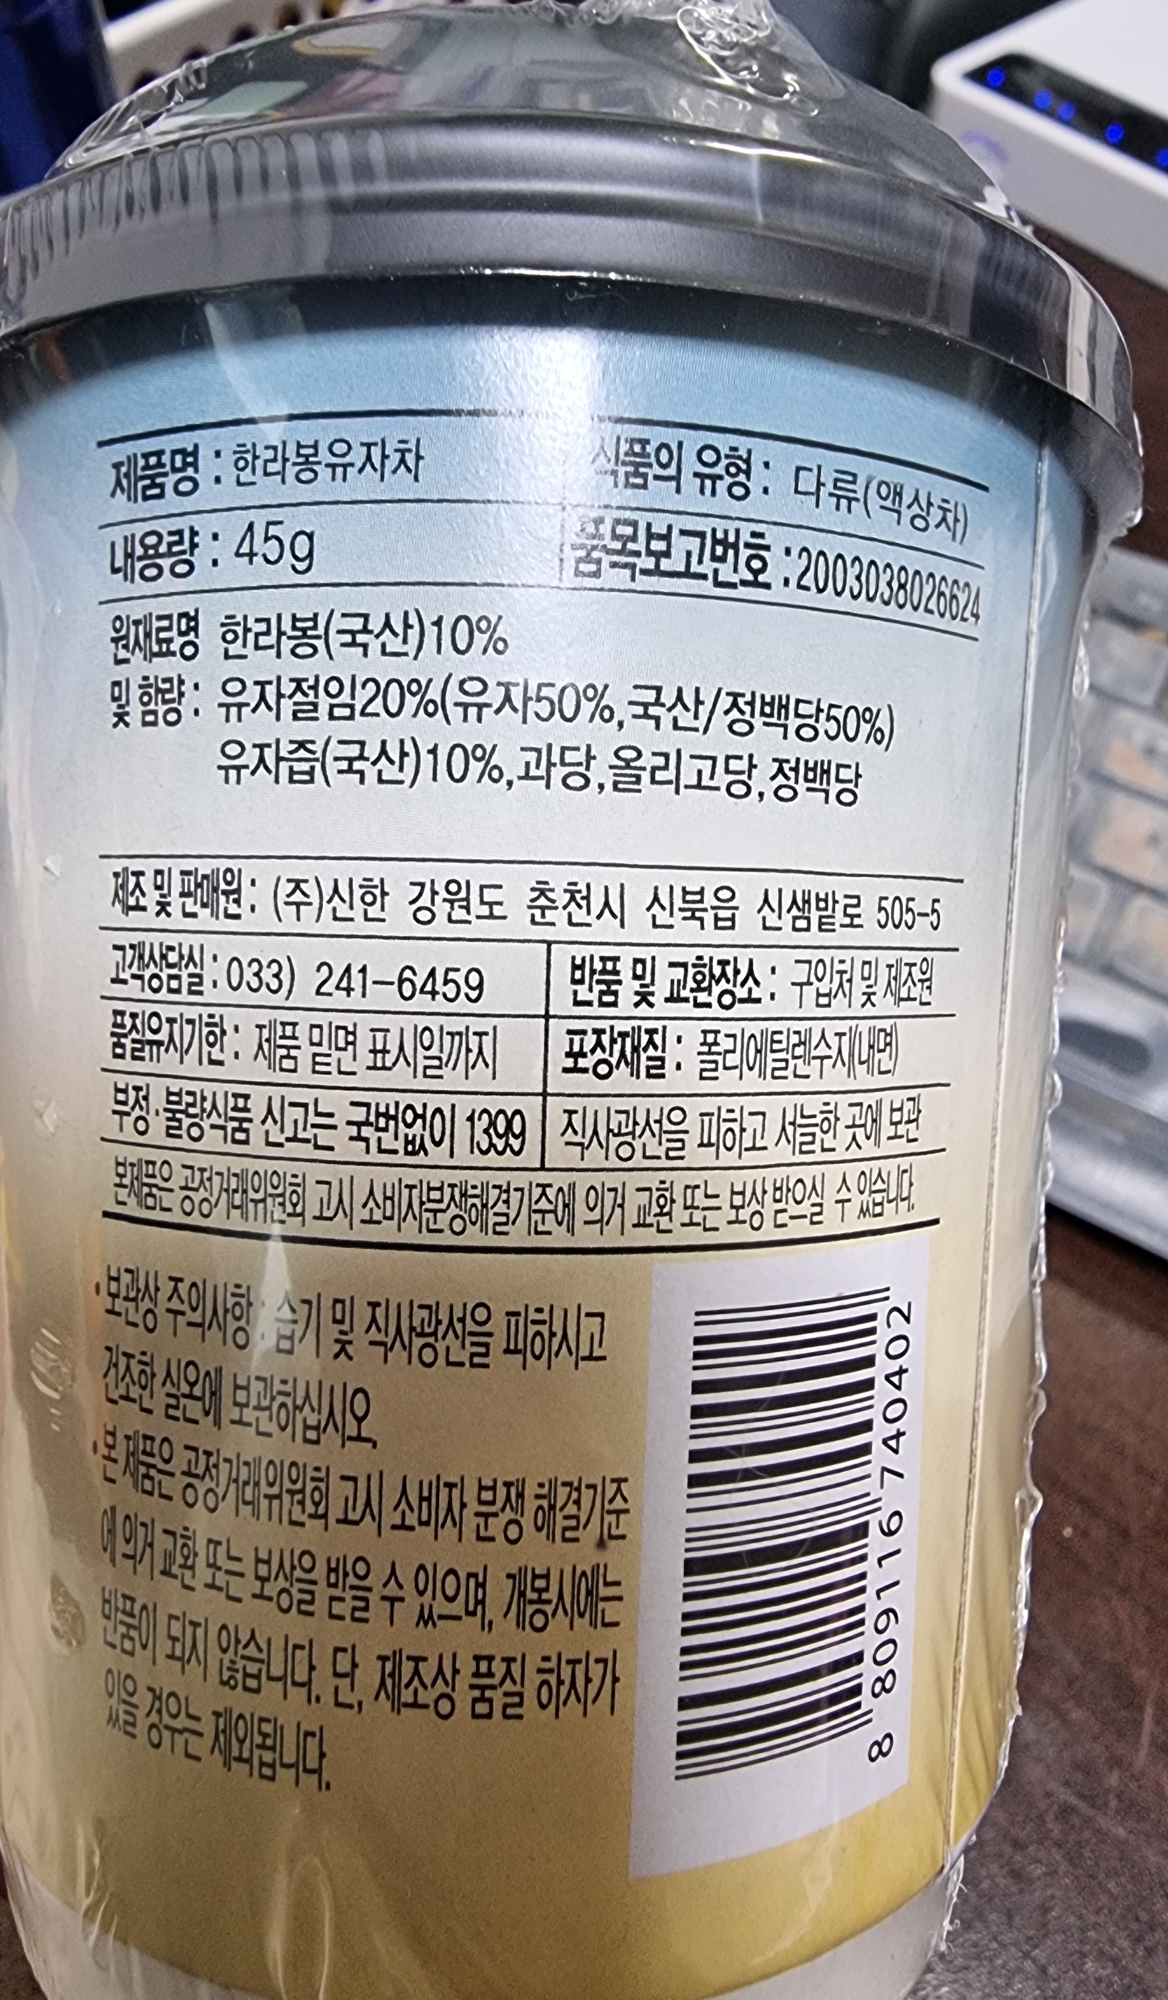 제품명 : 한라봉유자차 식품의 유형 : 다류(액상차)
내용량 : 45g 품목보고번호 : 2003038026624
원재료명 한라봉(국산)10%
및 함량 : 유자절임20%(유자50%,국산/정백당50%)
유자즙(국산)10%,과당,올리고당,정백당
제조 및 판매원 : (주)신한 강원도 춘천시 신북읍 신샘밭로 505-5
고객상담실 : 033) 241-6459 반품 및 교환장소 : 구입처 및 제조원
품질유지기한 : 제품 밑면 표시일까지 포장재질 : 폴리에틸렌수지(내면)
부정·불량식품 신고는 국번없이 1399 직사광선을 피하고 서늘한 곳에 보관
본제품은 공정거래위원회 고시 소비자분쟁해결기준에 의거 교환 또는 보상 받으실 수 있습니다.
·보관상 주의사항 : 습기 및 직사광선을 피하시고
건조한 실온에 보관하십시오.
·본 제품은 공정거래위원회 고시 소비자 분쟁 해결기준
에 의거 교환 또는 보상을 받을 수 있으며, 개봉시에는
반품이 되지 않습니다. 단, 제조상 품질 하자가
있을 경우는 제외됩니다.
8 809116 740402